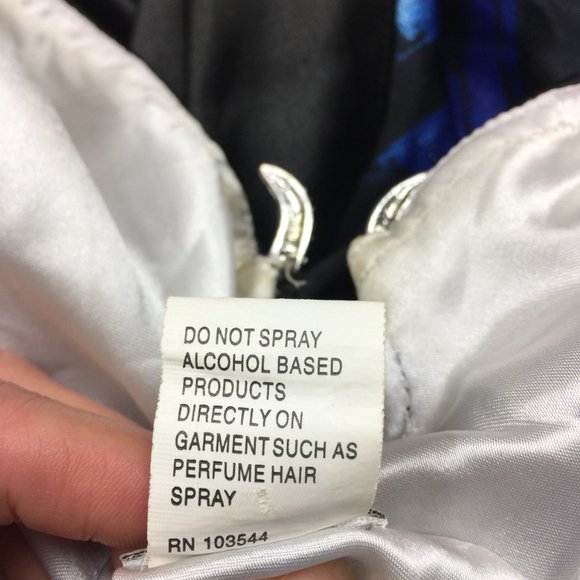 DO NOT SPRAY
ALCOHOL BASED
PRODUCTS
DIRECTLY ON
GARMENT SUCH AS
PERFUME HAIR
SPRAY
RN 103544